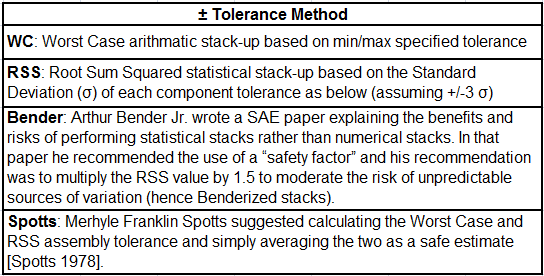 ± Tolerance Method
WC: Worst Case arithmetic stack-up based on min/max specified tolerance
RSS: Root Sum Squared statistical stack-up based on the Standard
Deviation (σ) of each component tolerance as below (assuming +/-3 σ)
Bender: Arthur Bender Jr. wrote a SAE paper explaining the benefits and
risks of performing statistical stacks rather than numerical stacks. In that
paper he recommended the use of a “safety factor” and his recommendation
was to multiply the RSS value by 1.5 to moderate the risk of unpredictable
sources of variation (hence Benderized stacks).
Spotts: Merhyle Franklin Spotts suggested calculating the Worst Case and
RSS assembly tolerance and simply averaging the two as a safe estimate
[Spotts 1978].